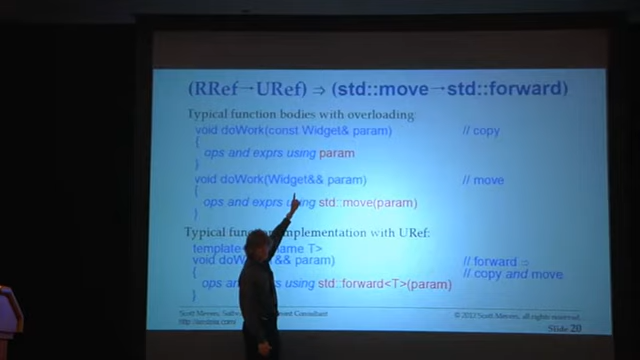 (RRef→URef) ⇒ (std::move→std::forward)
Typical function bodies with overloading:
void doWork(const Widget& param) // copy
{
ops and exprs using param
}
void doWork(Widget&& param) // move
{
ops and exprs using std::move(param)
}
Typical implementation with URef:
template T>
void && param) // forward ⇒
{ // copy and move
ops using std::forward<T>(param)
}
Scott Meyers, Consultant © 2012 Scott Meyers, all rights reserved.
Slide 20